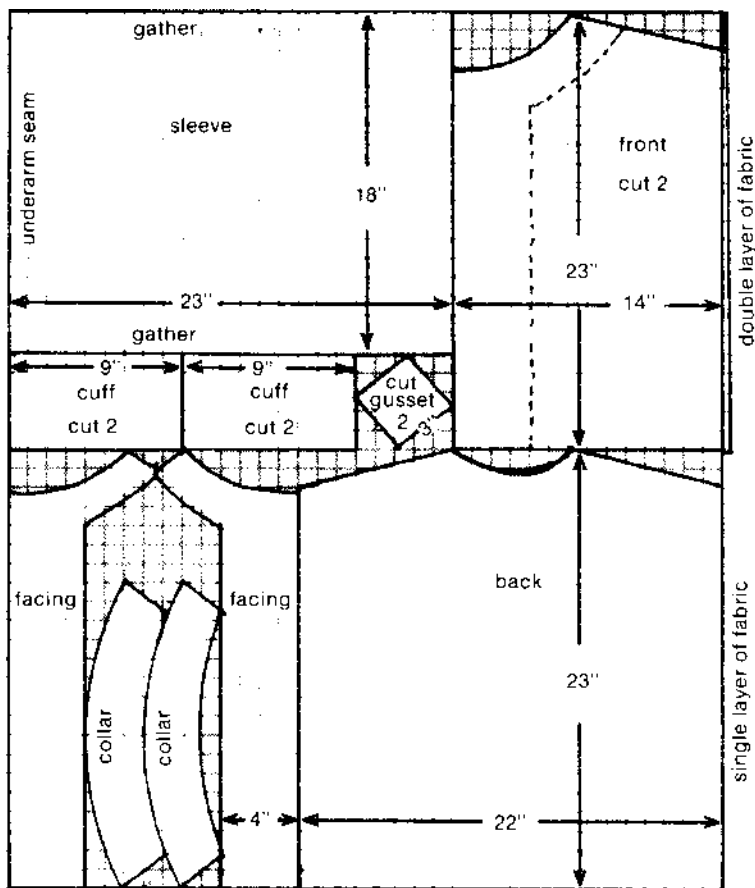 gather
sleeve
underarm seam
18"
front
cut 2
23"
14"
23"
double layer of fabric
gather
9"
cuff
cut 2
9"
cuff
cut 2
cut
gusset
2
3"
facing
facing
back
collar
collar
23"
4"
22"
single layer of fabric